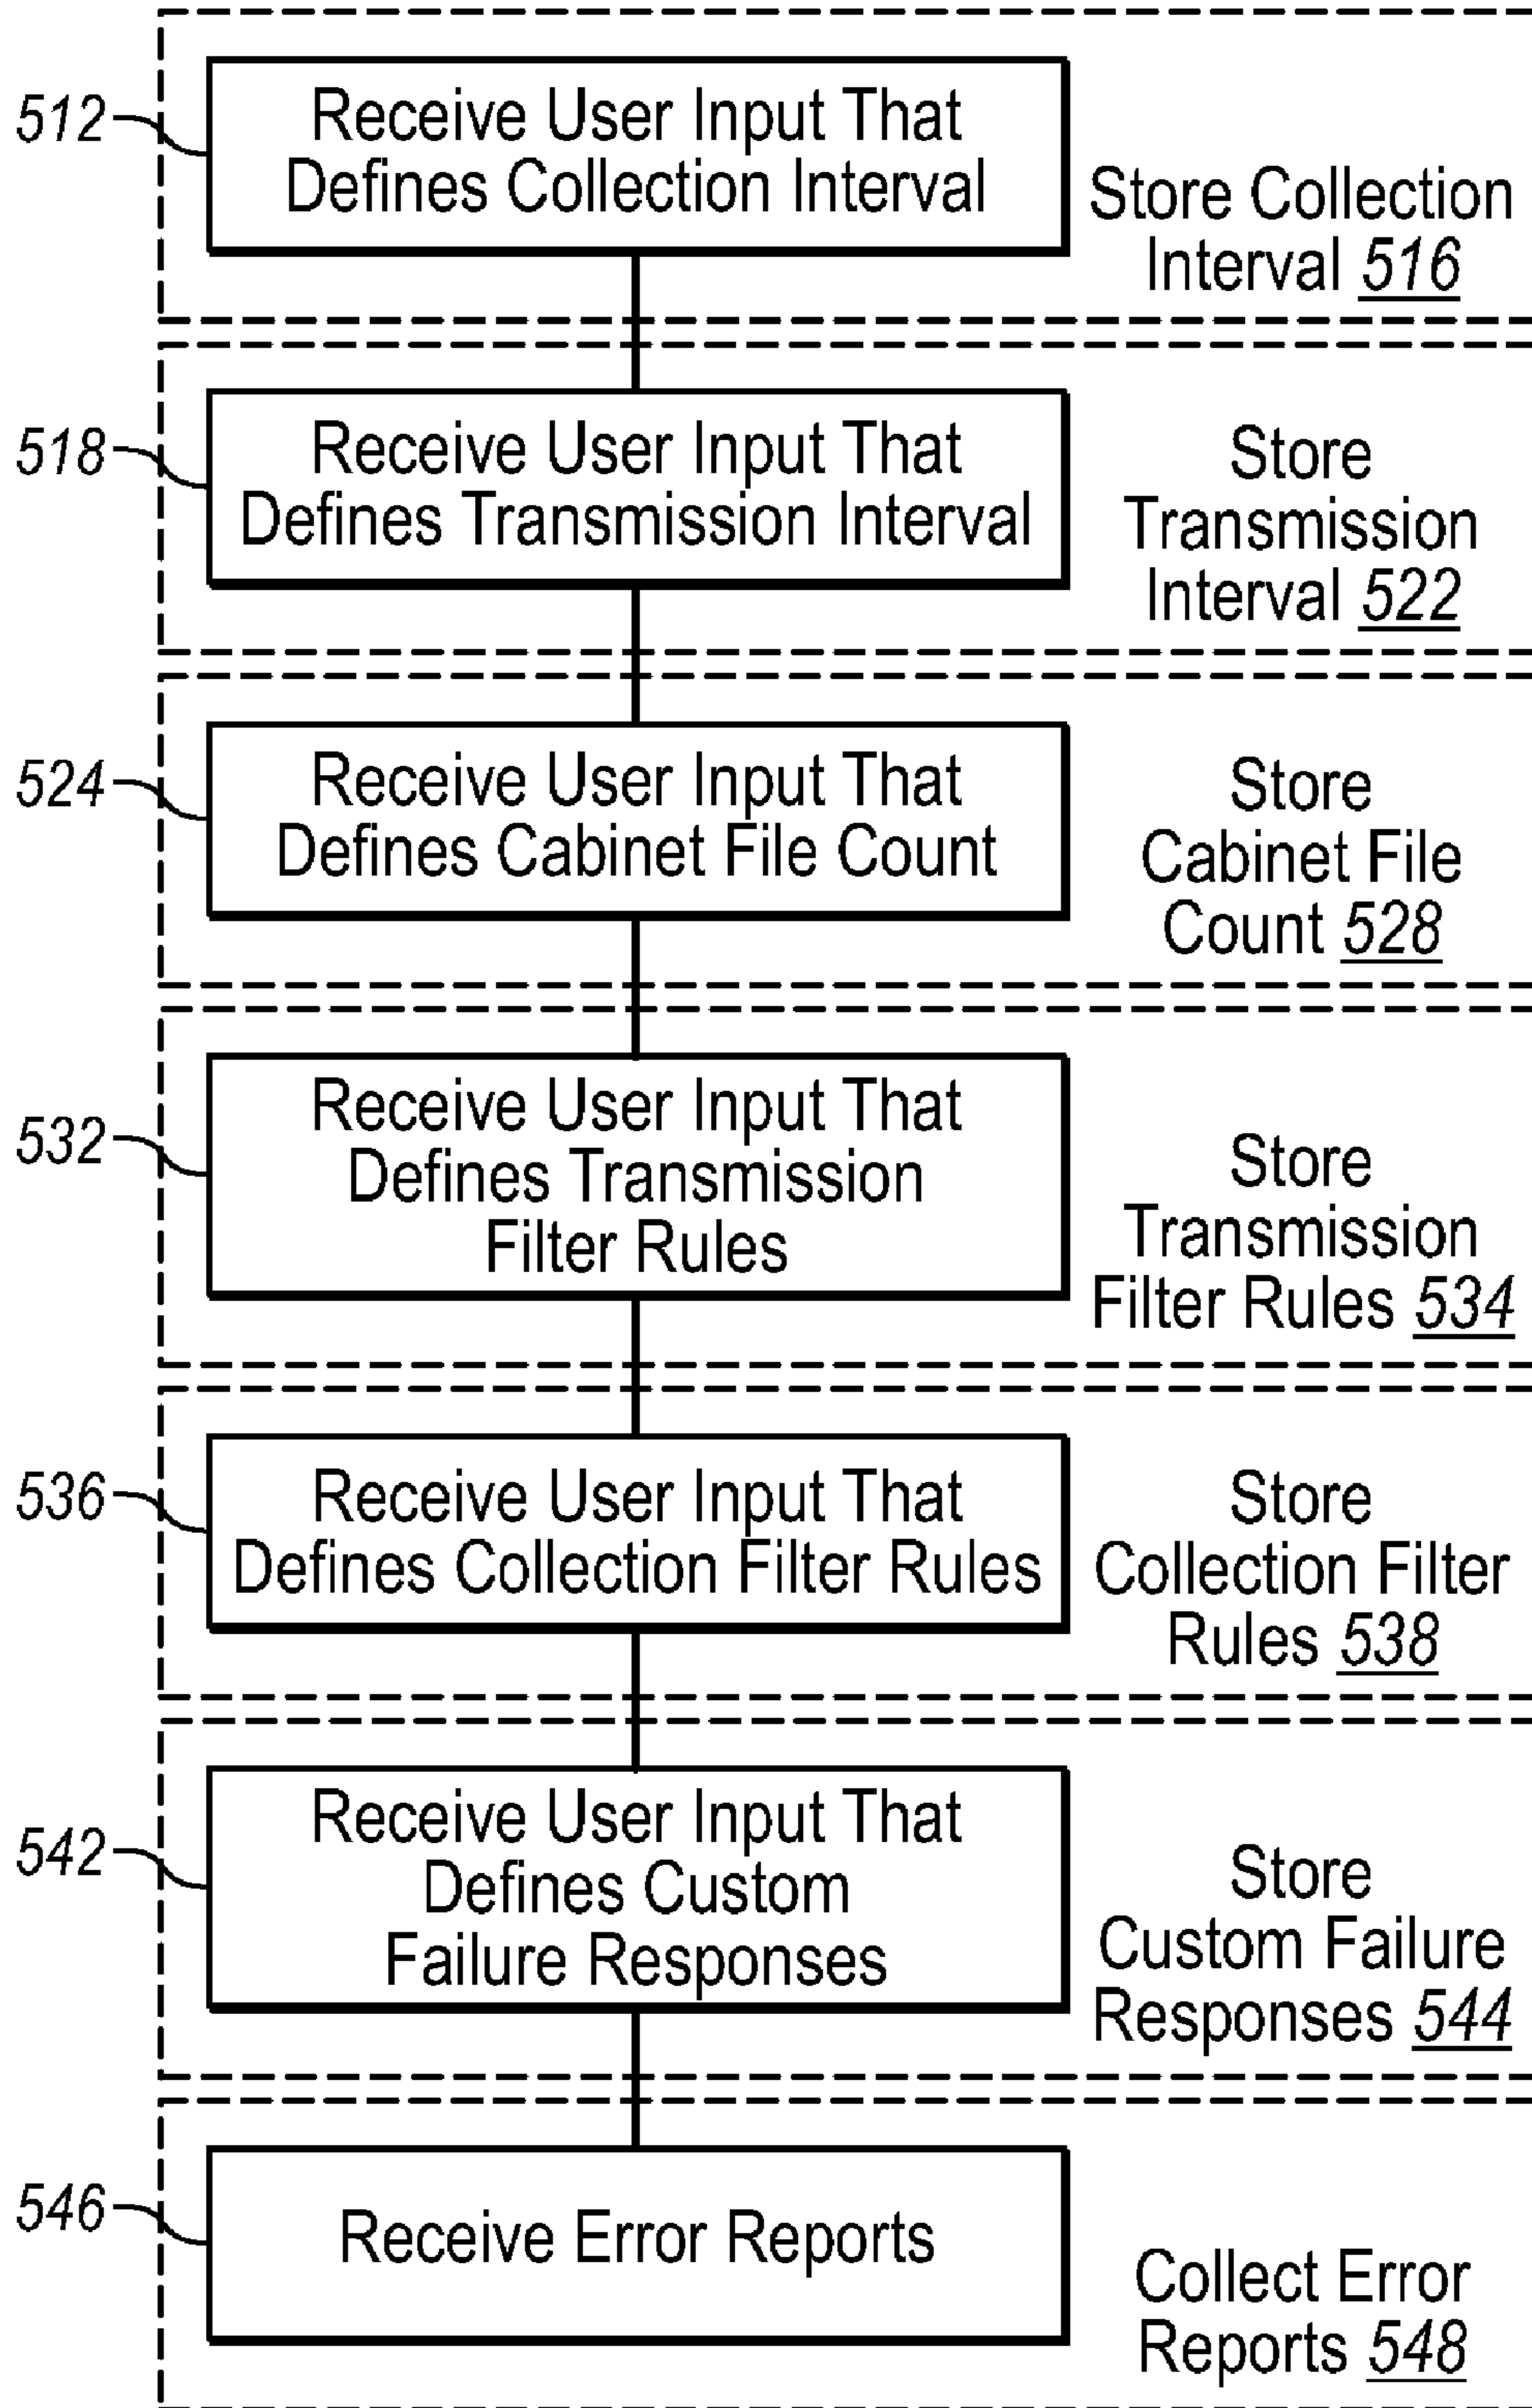 512
Receive User Input That
Defines Collection Interval
Store Collection
Interval 516
518
Receive User Input That
Defines Transmission Interval
Store
Transmission
Interval 522
524
Receive User Input That
Defines Cabinet File Count
Store
Cabinet File
Count 528
532
Receive User Input That
Defines Transmission
Filter Rules
Store
Transmission
Filter Rules 534
536
Receive User Input That
Defines Collection Filter Rules
Store
Collection Filter
Rules 538
542
Receive User Input That
Defines Custom
Failure Responses
Store
Custom Failure
Responses 544
546
Receive Error Reports
Collect Error
Reports 548